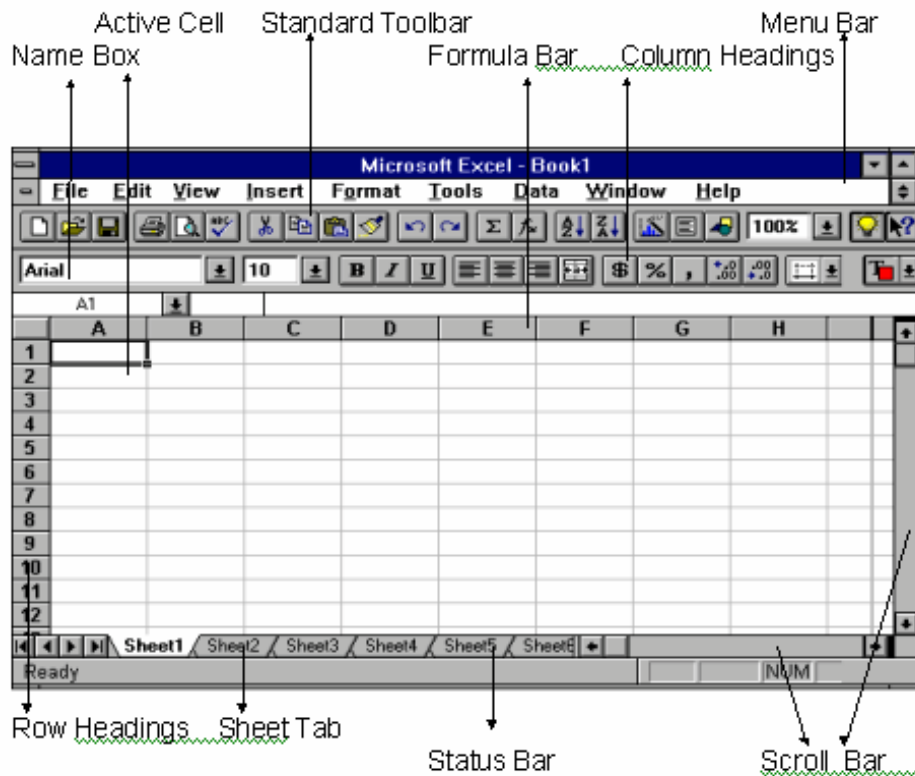 Active Cell Standard Toolbar Menu Bar
Name Box Formula Bar Column Headings
Microsoft Excel - Book1
File Edit View Insert Format Tools Data Window Help
100%
Arial 10 B I U $ % ,
A1
A B C D E F G H
1
2
3
4
5
6
7
8
9
10
11
12
Sheet1 Sheet2 Sheet3 Sheet4 Sheet5 Sheet6
Ready NUM
Row Headings Sheet Tab
Status Bar Scroll Bar